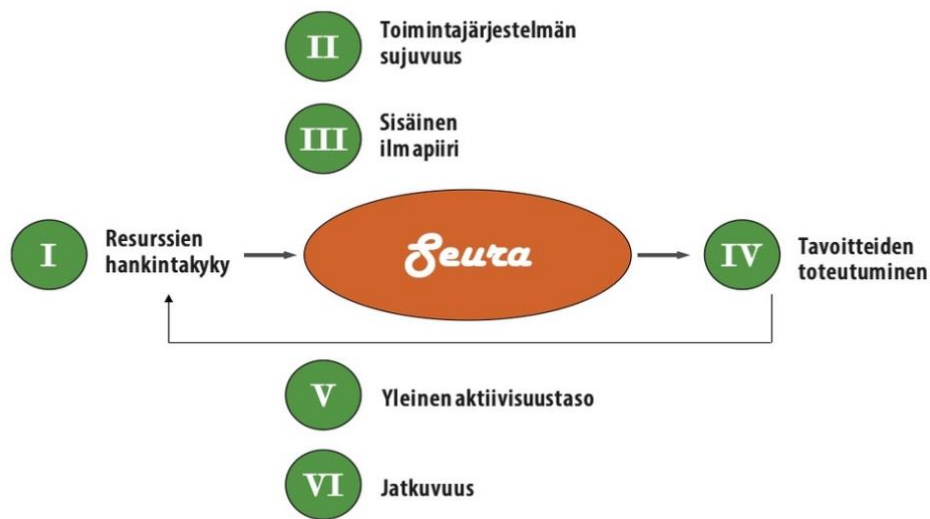 II
Toimintajärjestelmän
sujuvuus
III
Sisäinen
ilmapiiri
I
Resurssien
hankintakyky
Seura
IV
Tavoitteiden
toteutuminen
V
Yleinen aktiivisuustaso
VI
Jatkuvuus